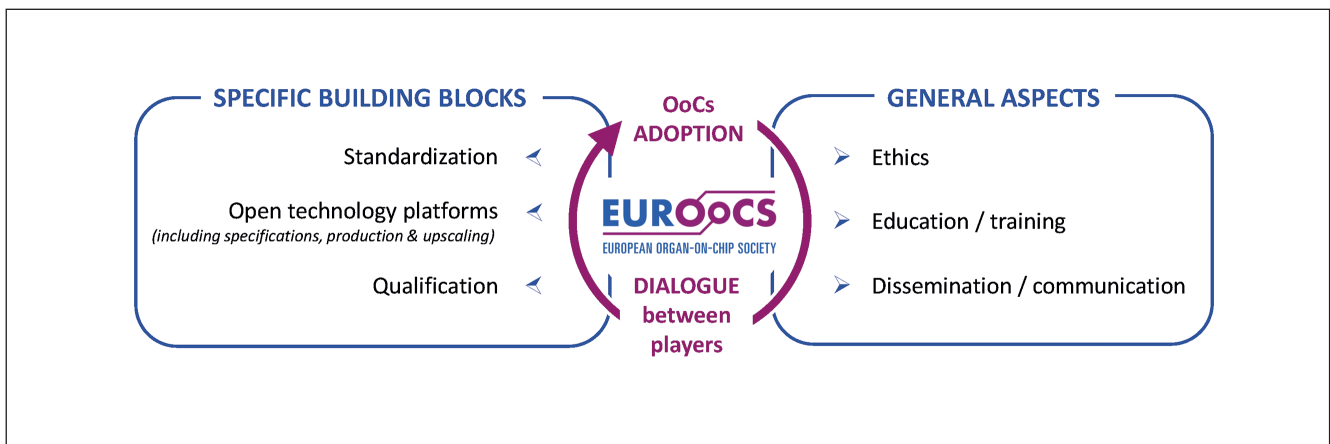 SPECIFIC BUILDING BLOCKS
Standardization
Open technology platforms
(including specifications, production & upscaling)
Qualification
OoCs
ADOPTION
EUROoCS
EUROPEAN ORGAN-ON-CHIP SOCIETY
DIALOGUE
between
players
GENERAL ASPECTS
Ethics
Education / training
Dissemination / communication